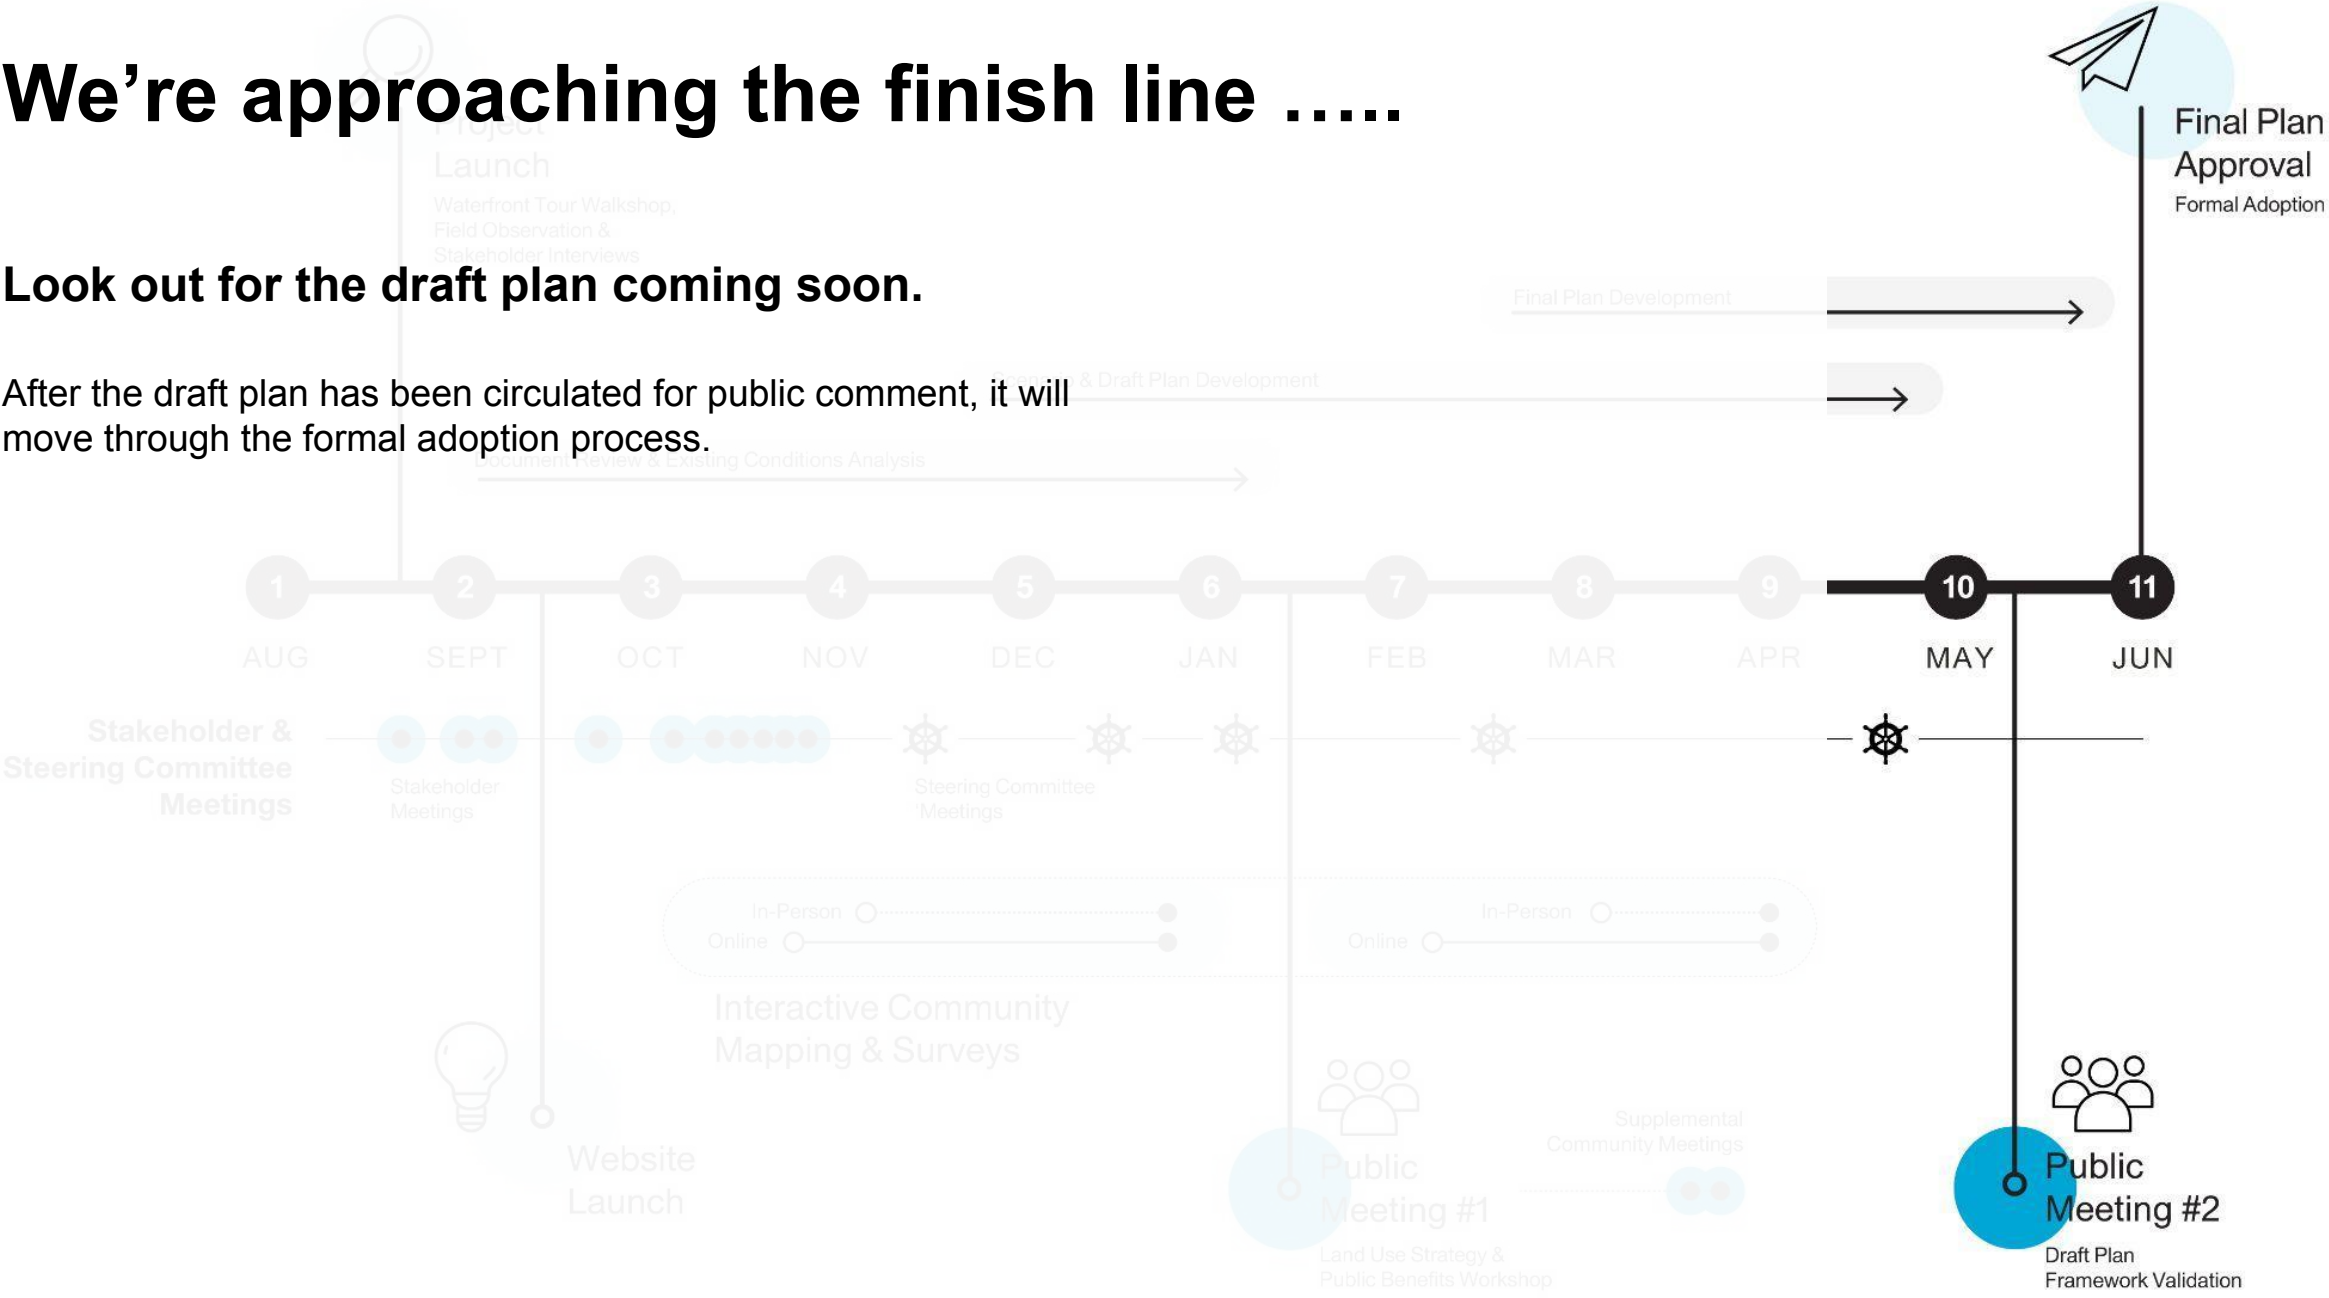 We’re approaching the finish line …..
Project
Launch
Waterfront Tour Walkshop,
Field Observation &
Stakeholder Interviews
Final Plan
Approval
Formal Adoption
Look out for the draft plan coming soon.
Final Plan Development
After the draft plan has been circulated for public comment, it will
move through the formal adoption process.
Scenario & Draft Plan Development
Document Review & Existing Conditions Analysis
1 2 3 4 5 6 7 8 9 10 11
AUG SEPT OCT NOV DEC JAN FEB MAR APR MAY JUN
Stakeholder &
Steering Committee
Meetings
Stakeholder
Meetings
Steering Committee
'Meetings
In-Person
Online
In-Person
Online
Interactive Community
Mapping & Surveys
Website
Launch
Public
Meeting #1
Land Use Strategy &
Public Benefits Workshop
Supplemental
Community Meetings
Public
Meeting #2
Draft Plan
Framework Validation